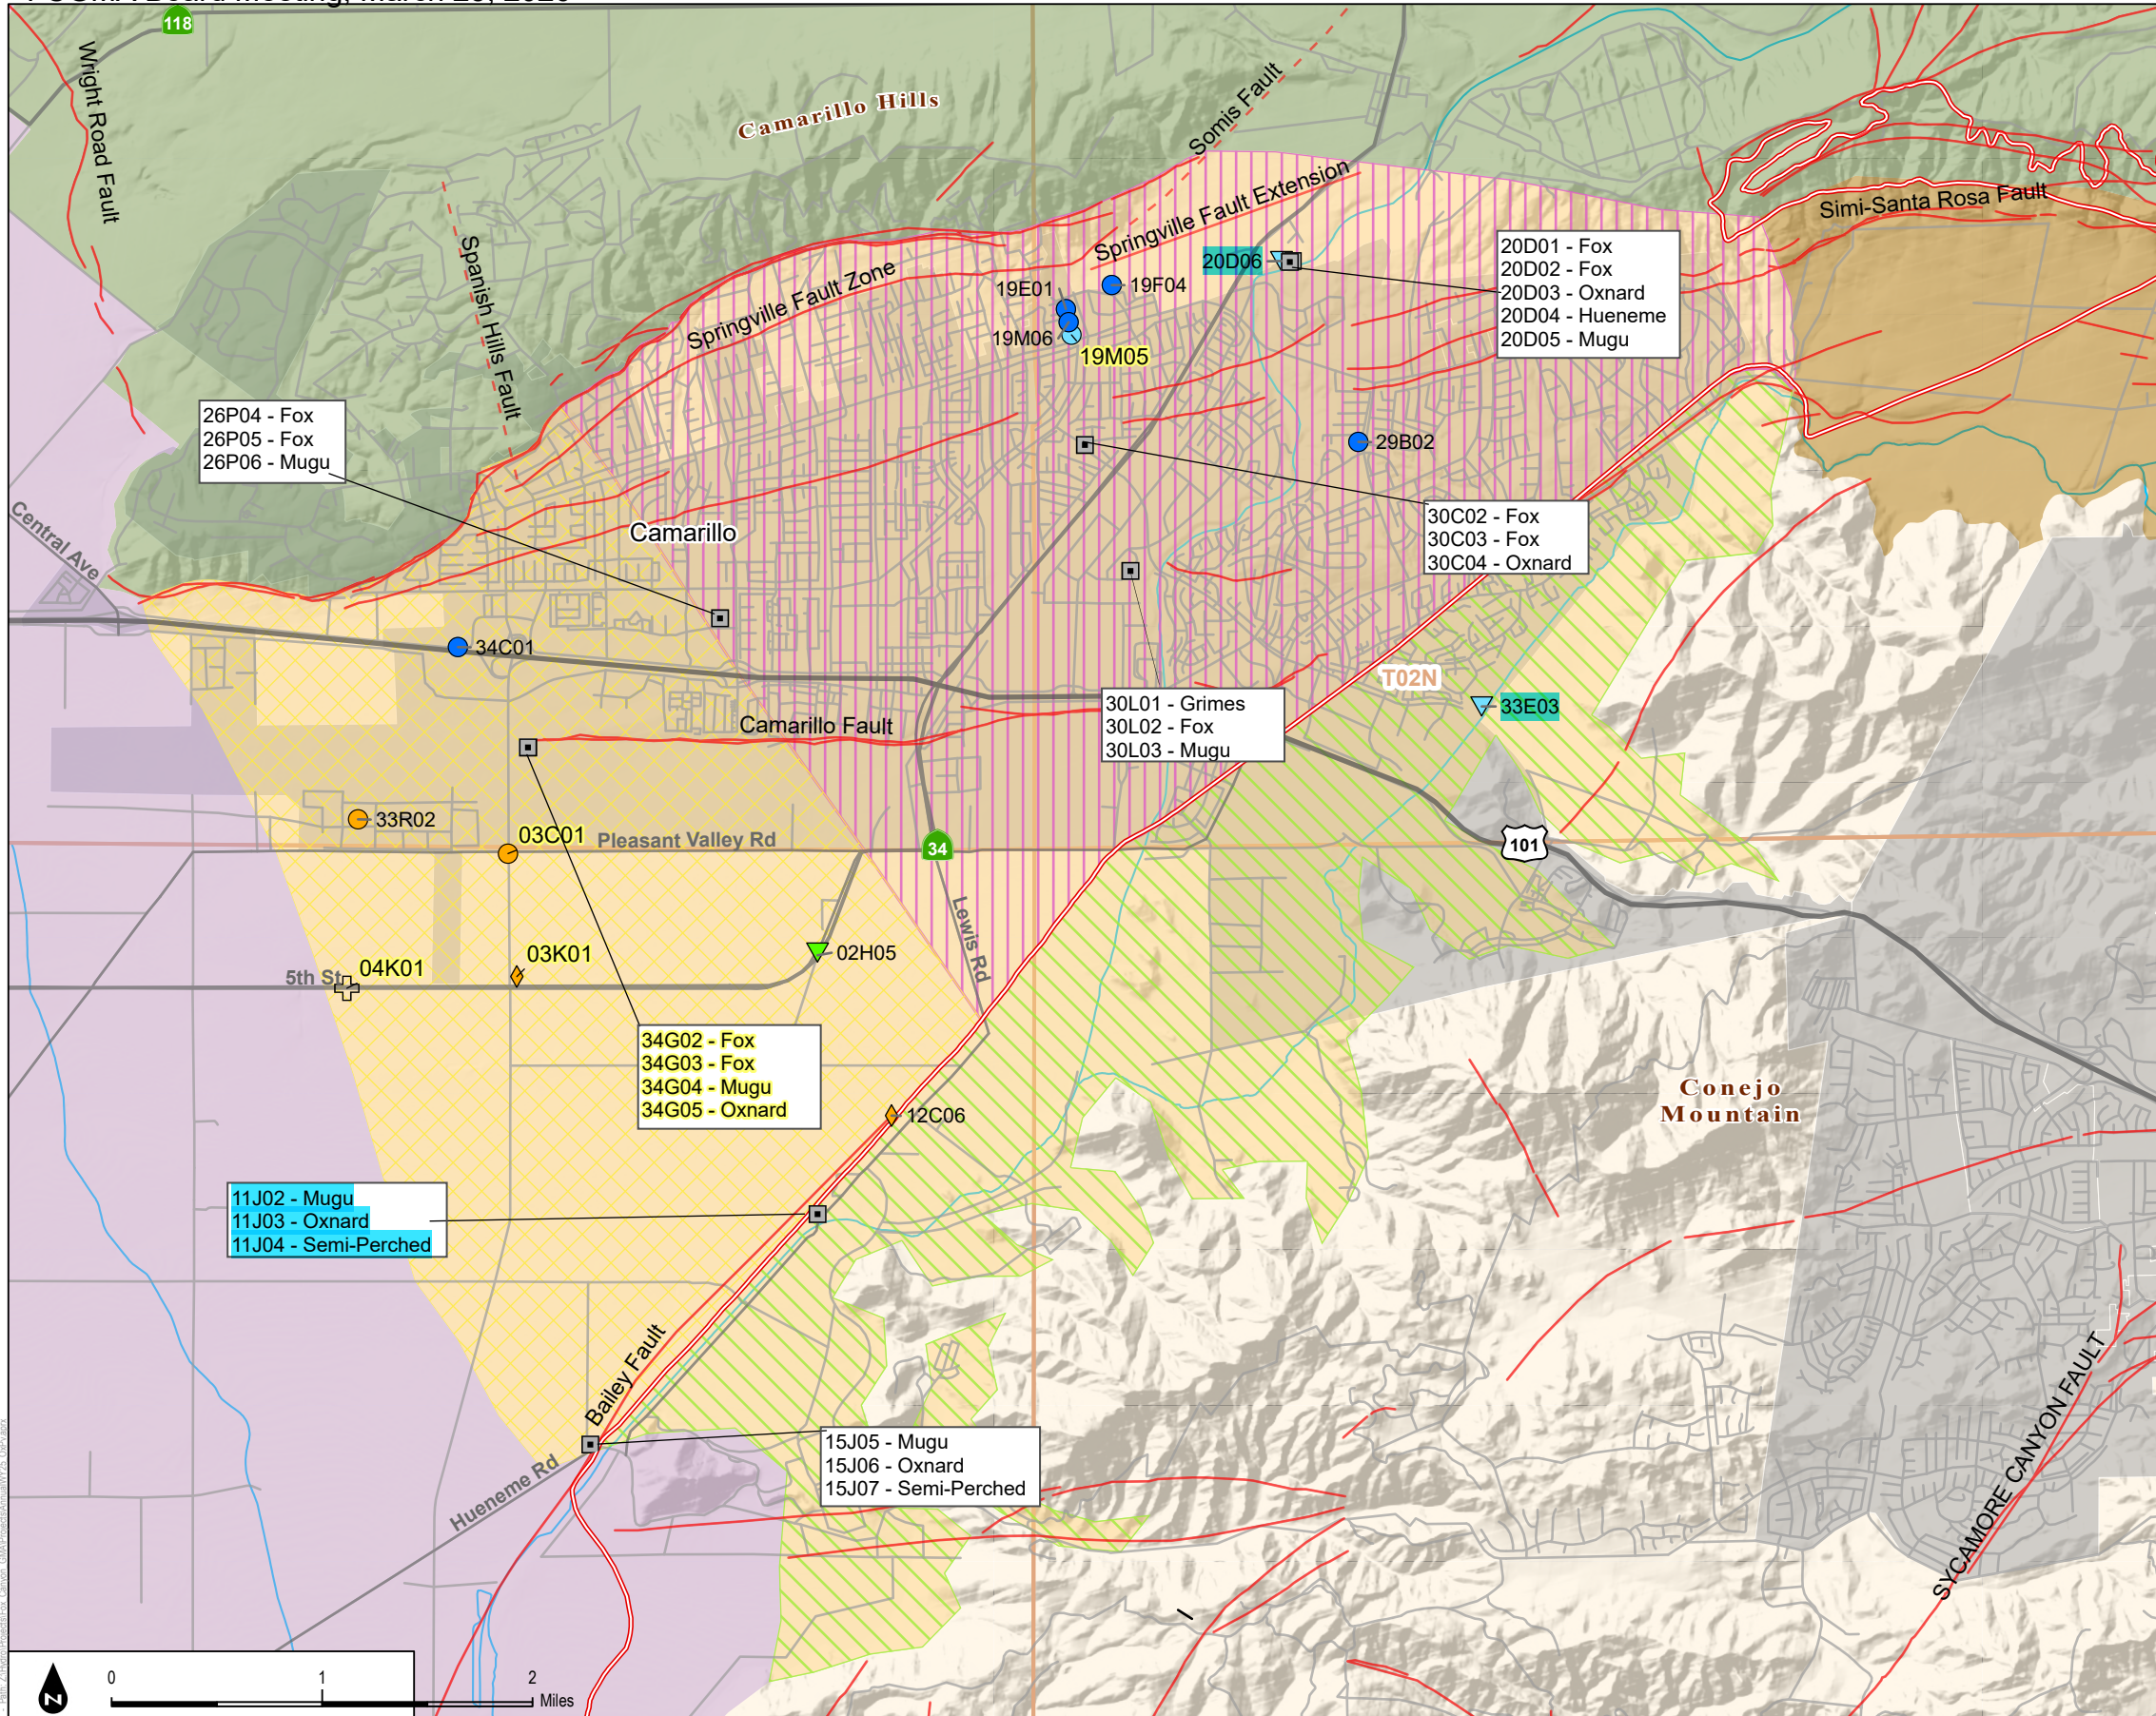 118
Wright Road Fault
Camarillo Hills
Somis Fault
Springville Fault Extension
Simi-Santa Rosa Fault
Spanish Hills Fault
Springville Fault Zone
20D06
20D01 - Fox
20D02 - Fox
20D03 - Oxnard
20D04 - Hueneme
20D05 - Mugu
19E01
19F04
19M06
19M05
26P04 - Fox
26P05 - Fox
26P06 - Mugu
29B02
Central Ave
Camarillo
30C02 - Fox
30C03 - Fox
30C04 - Oxnard
34C01
T02N
30L01 - Grimes
30L02 - Fox
30L03 - Mugu
33E03
Camarillo Fault
33R02
03C01
Pleasant Valley Rd
34
101
Lewis Rd
02H05
03K01
04K01
5th St
34G02 - Fox
34G03 - Fox
34G04 - Mugu
34G05 - Oxnard
12C06
Conejo
Mountain
11J02 - Mugu
11J03 - Oxnard
11J04 - Semi-Perched
Bailey Fault
SYCAMORE CANYON FAULT
15J05 - Mugu
15J06 - Oxnard
15J07 - Semi-Perched
Hueneme Rd
N
0 1 2
Miles